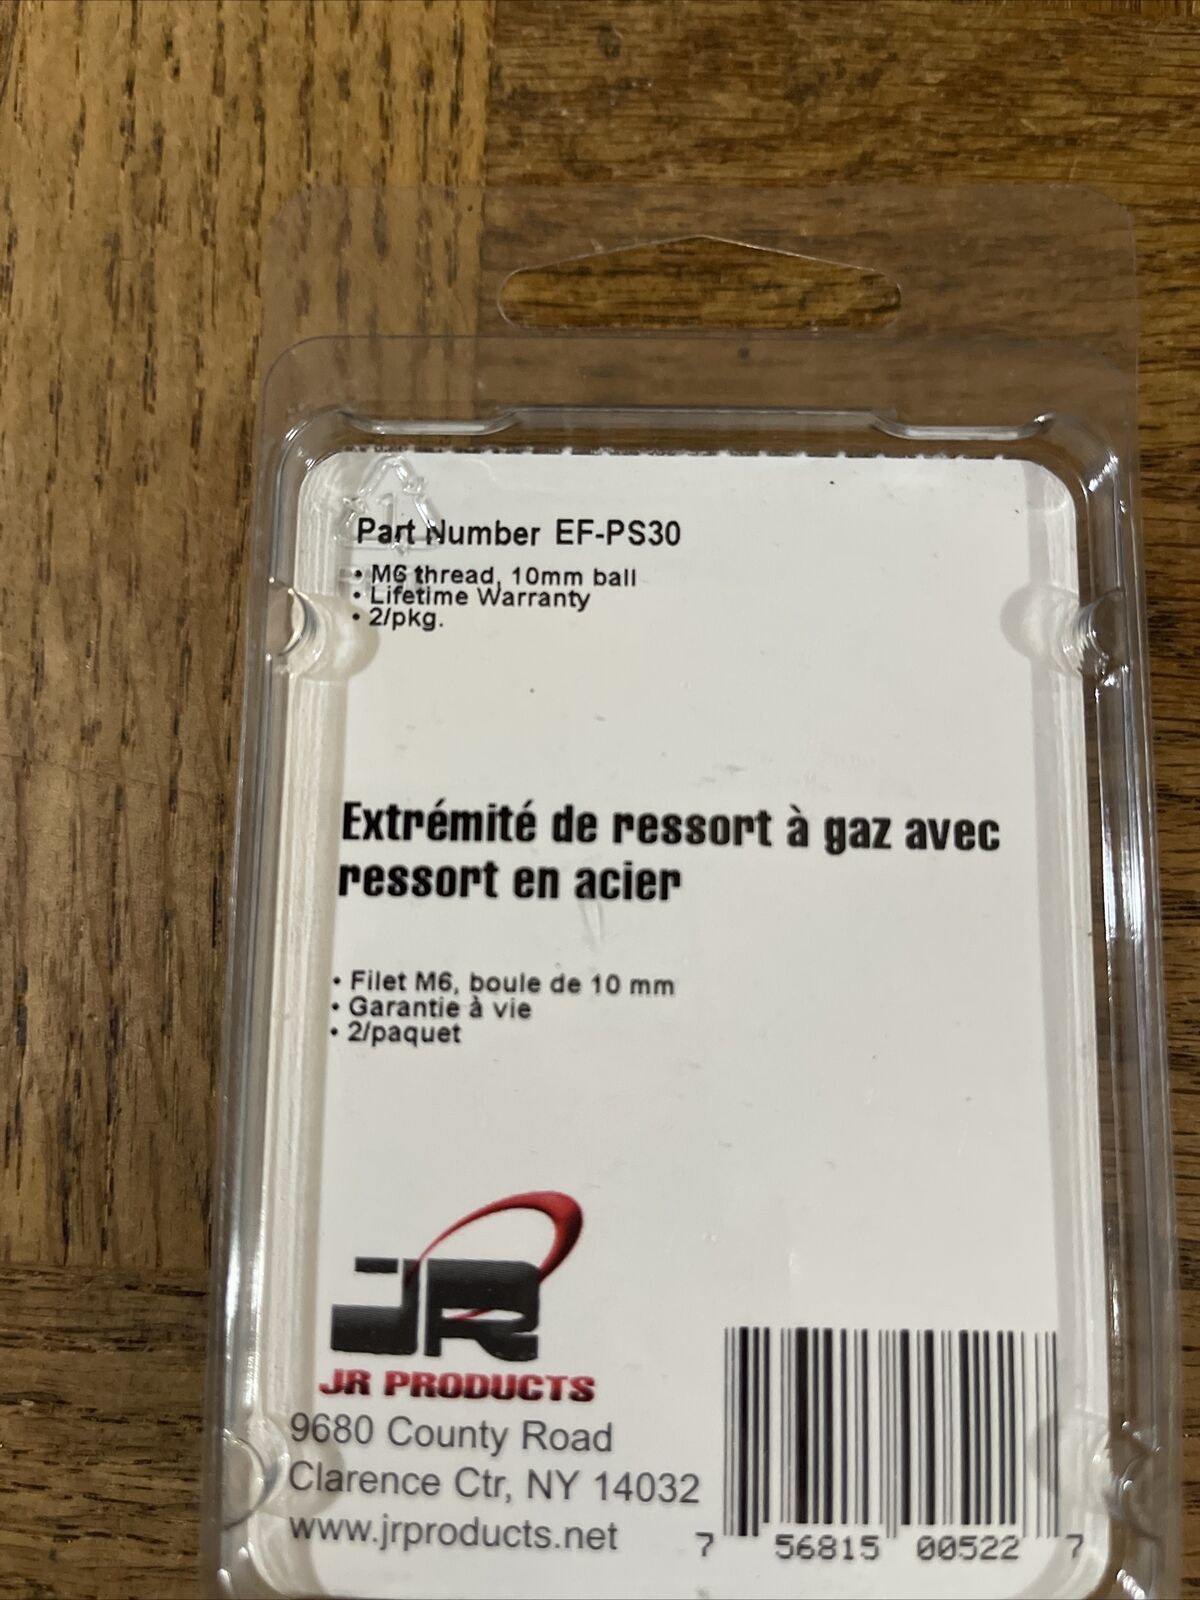 1
Part Number EF-PS30
• M6 thread, 10mm ball
• Lifetime Warranty
• 2/pkg.
Extrémité de ressort à gaz avec
ressort en acier
• Filet M6, boule de 10 mm
• Garantie à vie
• 2/paquet
JR
JR PRODUCTS
9680 County Road
Clarence Ctr, NY 14032
www.jrproducts.net
7 56815 00522 7